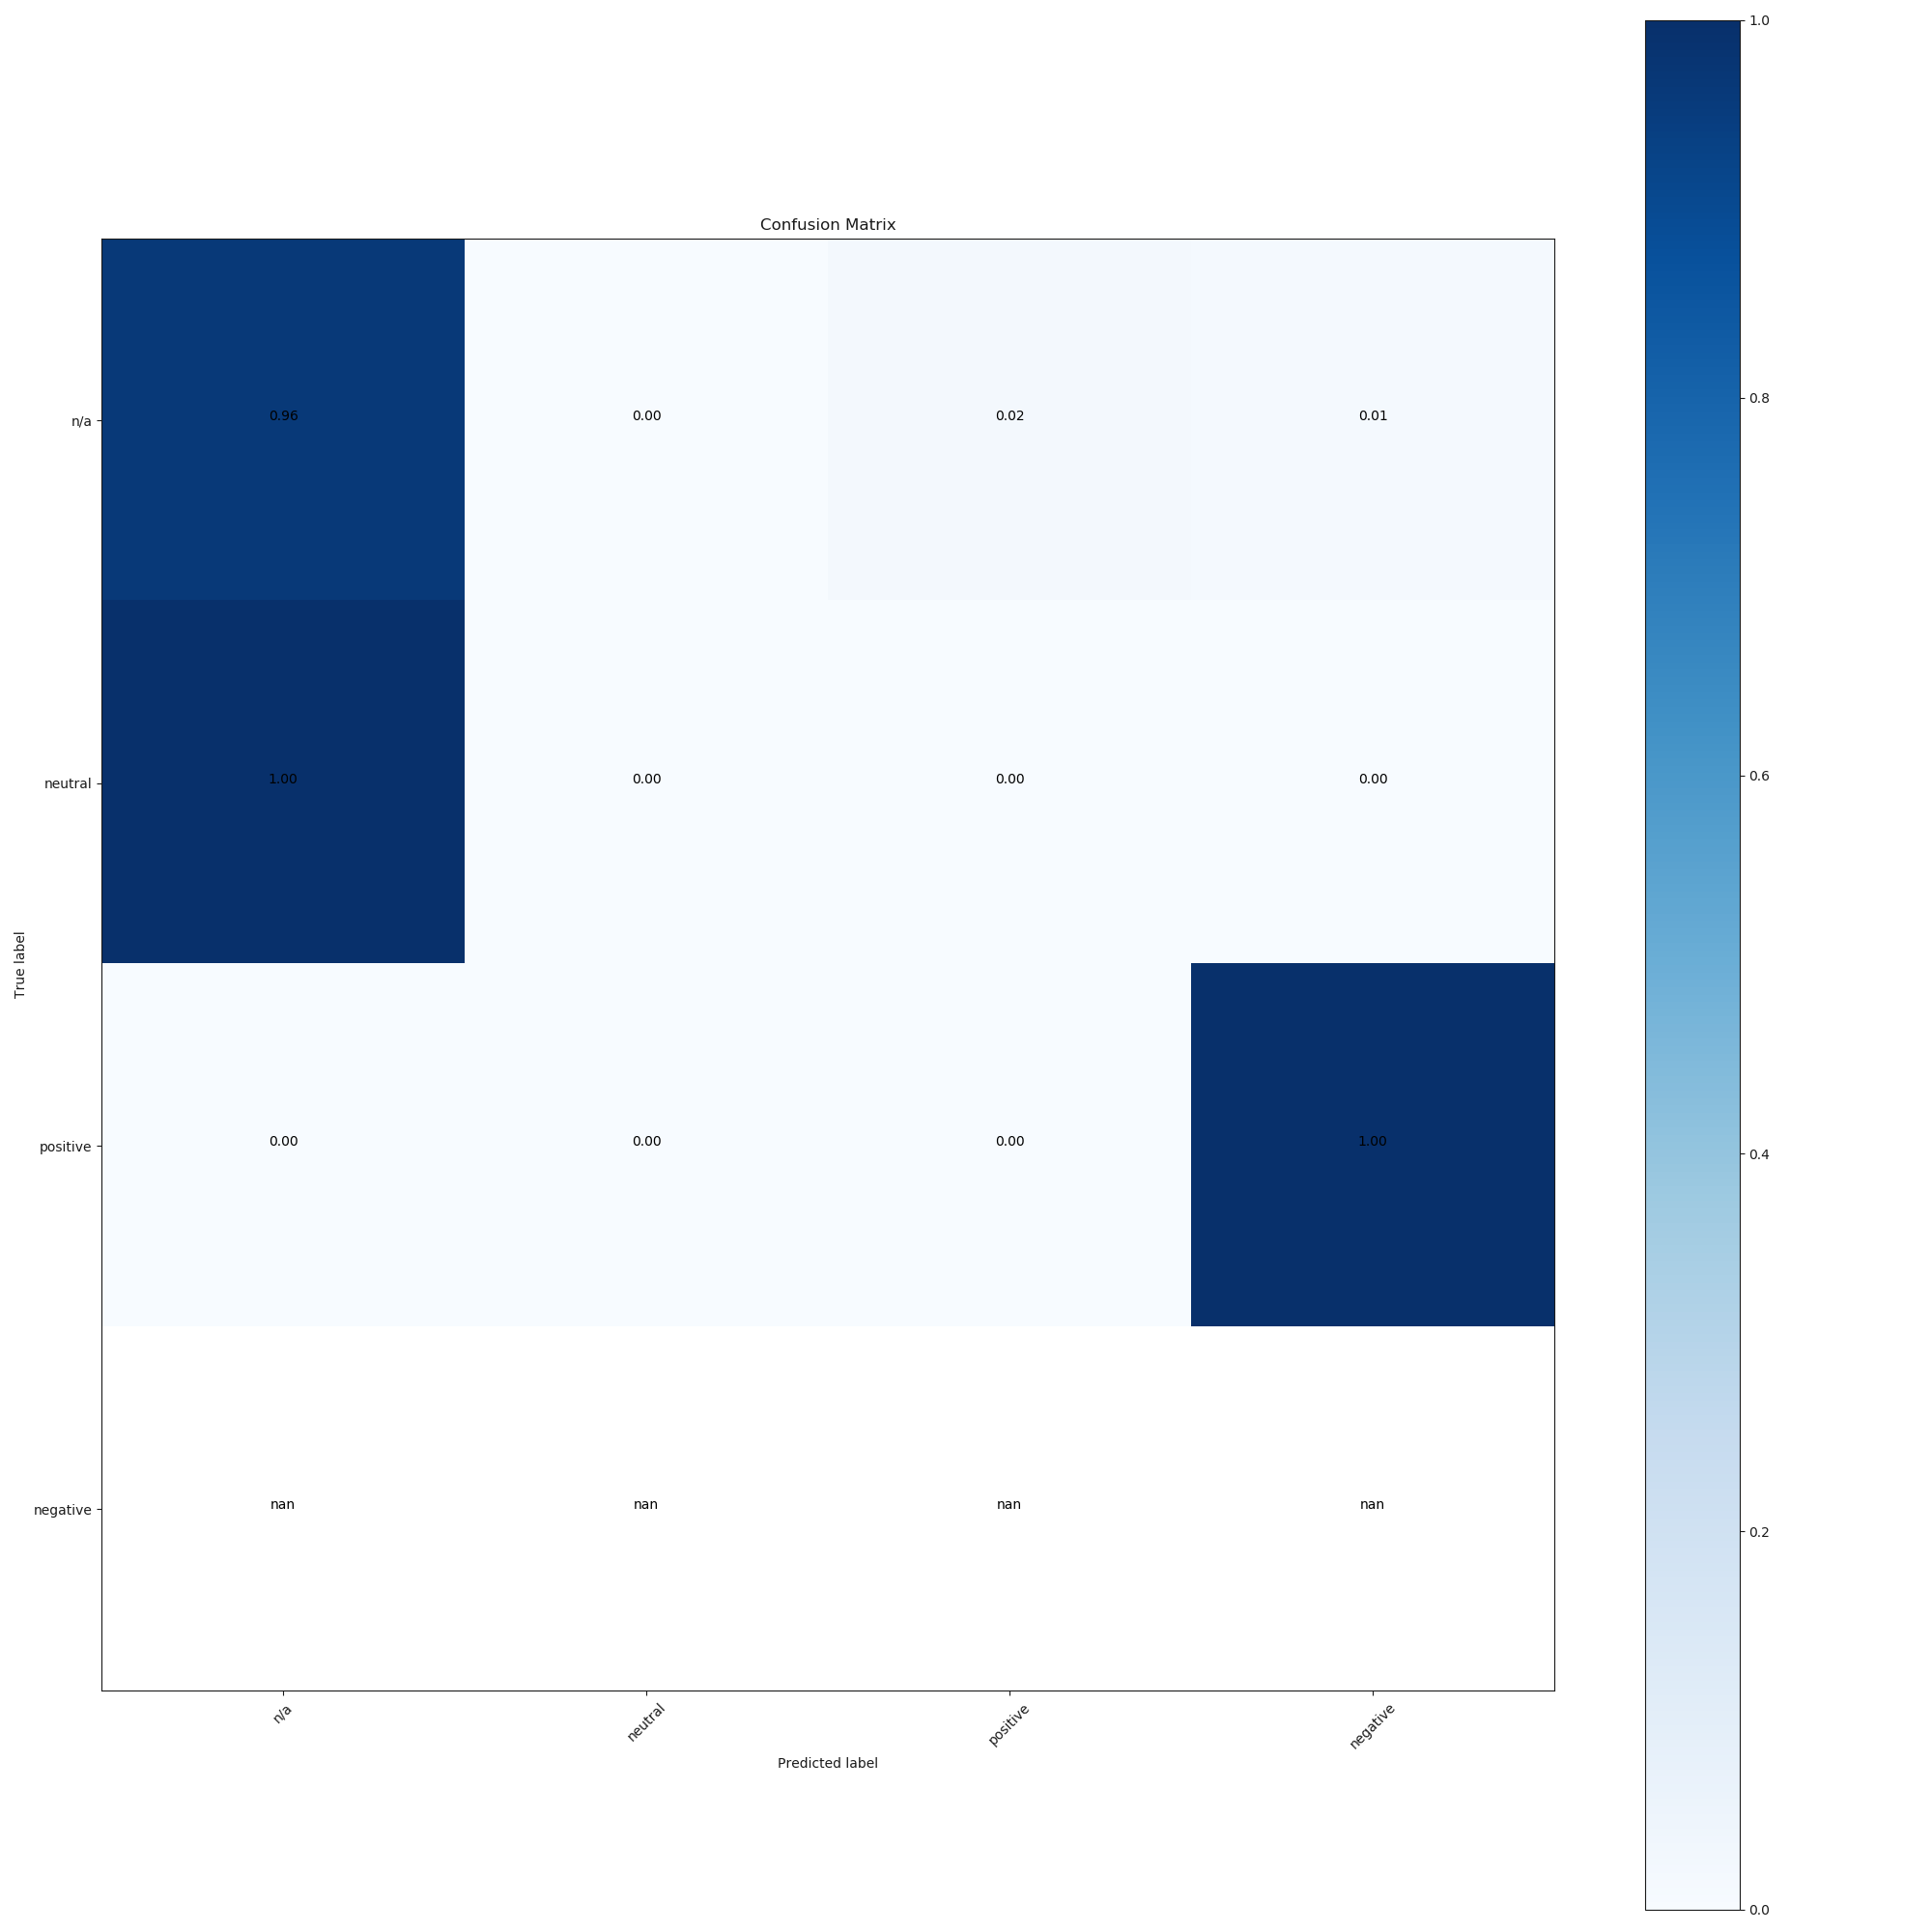 Confusion Matrix
n/a 0.96 0.00 0.02 0.01
neutral 1.00 0.00 0.00 0.00
positive 0.00 0.00 0.00 1.00
negative nan nan nan nan
n/a neutral positive negative
True label
Predicted label
1.0
0.8
0.6
0.4
0.2
0.0